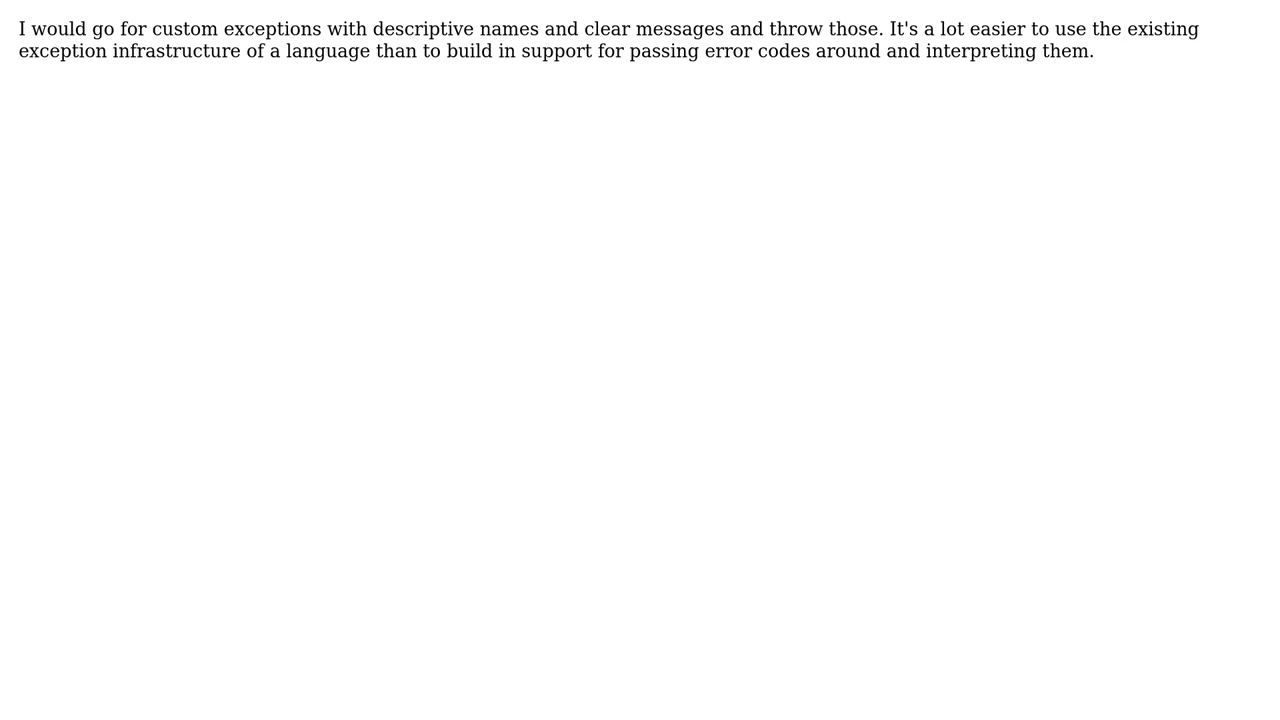 I would go for custom exceptions with descriptive names and clear messages and throw those. It's a lot easier to use the existing
exception infrastructure of a language than to build in support for passing error codes around and interpreting them.